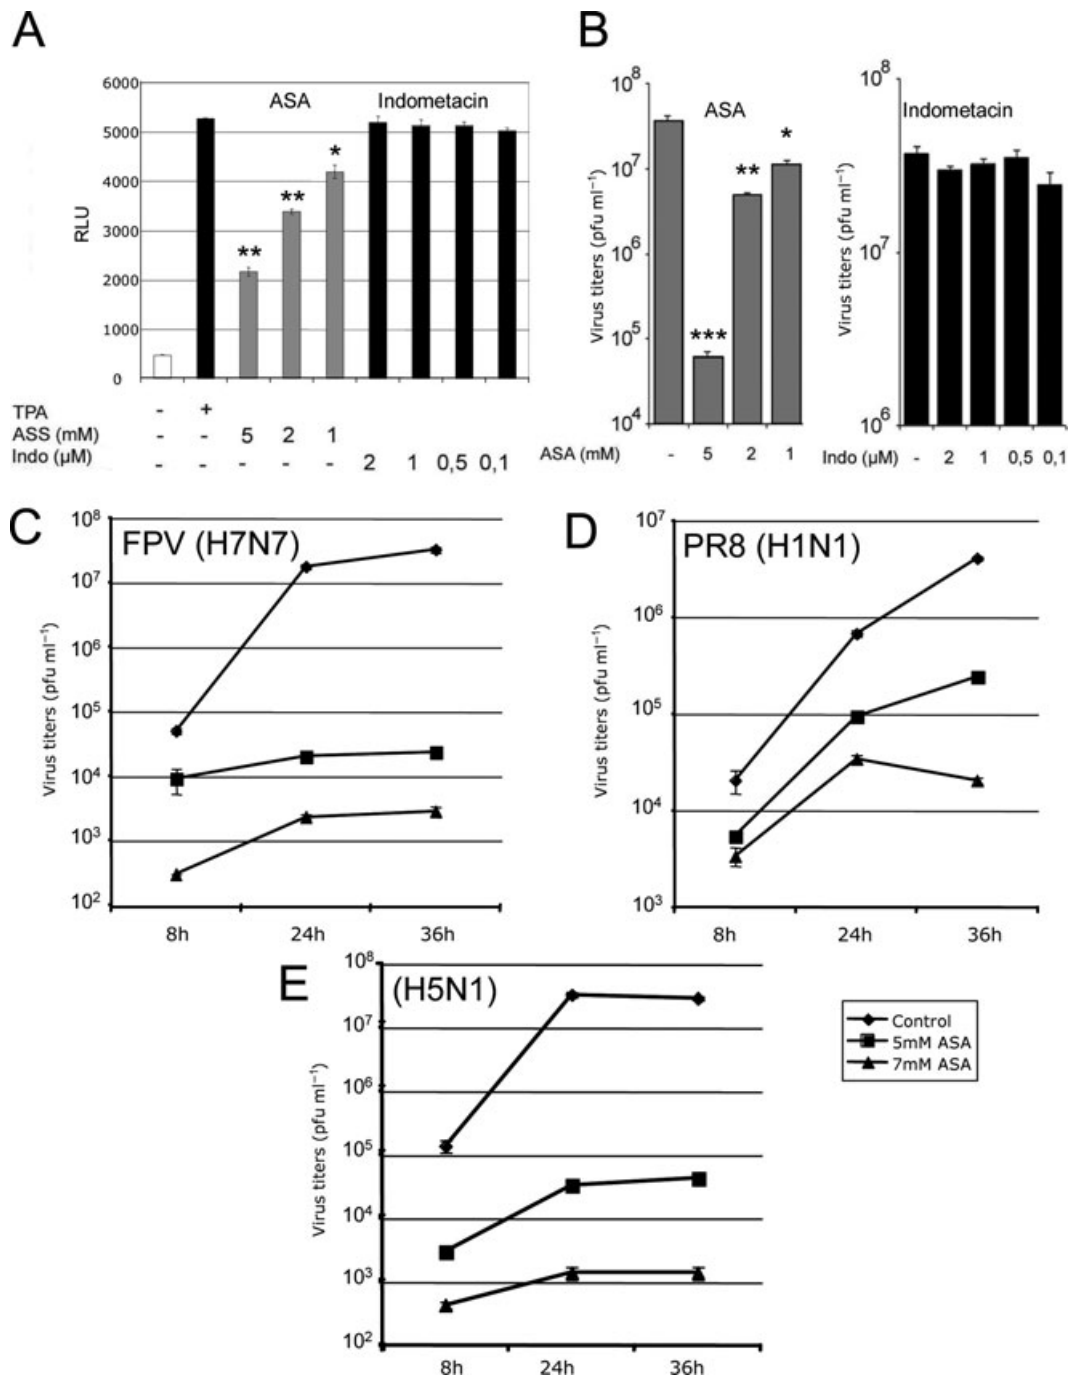 A
6000
5000
4000
3000
2000
1000
0
RLU
ASA
Indometacin
**
**
*
TPA - +
ASS (mM) - - 5 2 1 - - - -
Indo (µM) - - - - - 2 1 0,5 0,1
B
10⁸
10⁷
10⁶
10⁵
10⁴
Virus titers (pfu ml⁻¹)
ASA
***
**
*
ASA (mM) - 5 2 1
10⁸
10⁷
10⁶
Virus titers (pfu ml⁻¹)
Indometacin
Indo (µM) - 2 1 0,5 0,1
C
FPV (H7N7)
10⁸
10⁷
10⁶
10⁵
10⁴
10³
10²
Virus titers (pfu ml⁻¹)
8h 24h 36h
D
PR8 (H1N1)
10⁷
10⁶
10⁵
10⁴
10³
Virus titers (pfu ml⁻¹)
8h 24h 36h
E
(H5N1)
10⁸
10⁷
10⁶
10⁵
10⁴
10³
10²
Virus titers (pfu ml⁻¹)
8h 24h 36h
Control
5mM ASA
7mM ASA